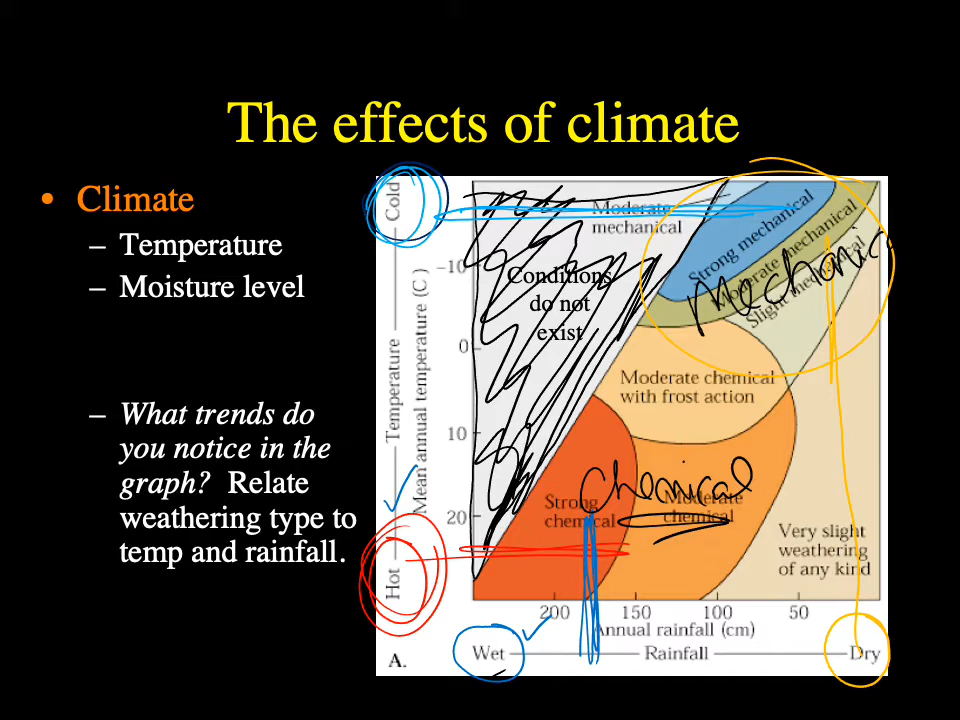 The effects of climate
• Climate
– Temperature
– Moisture level
– What trends do
you notice in the
graph? Relate
weathering type to
temp and rainfall.
Cold
Temperature
Hot
Mean annual temperature (C)
–10
0
10
20
Moderate
mechanical
Conditions
do not
exist
Strong mechanical
Moderate mechanical
Slight mechanical
Mechanic
Moderate chemical
with frost action
Chemical
Strong
chemical
Moderate
chemical
Very slight
weathering
of any kind
200 150 100 50
Annual rainfall (cm)
A.
Wet Rainfall Dry